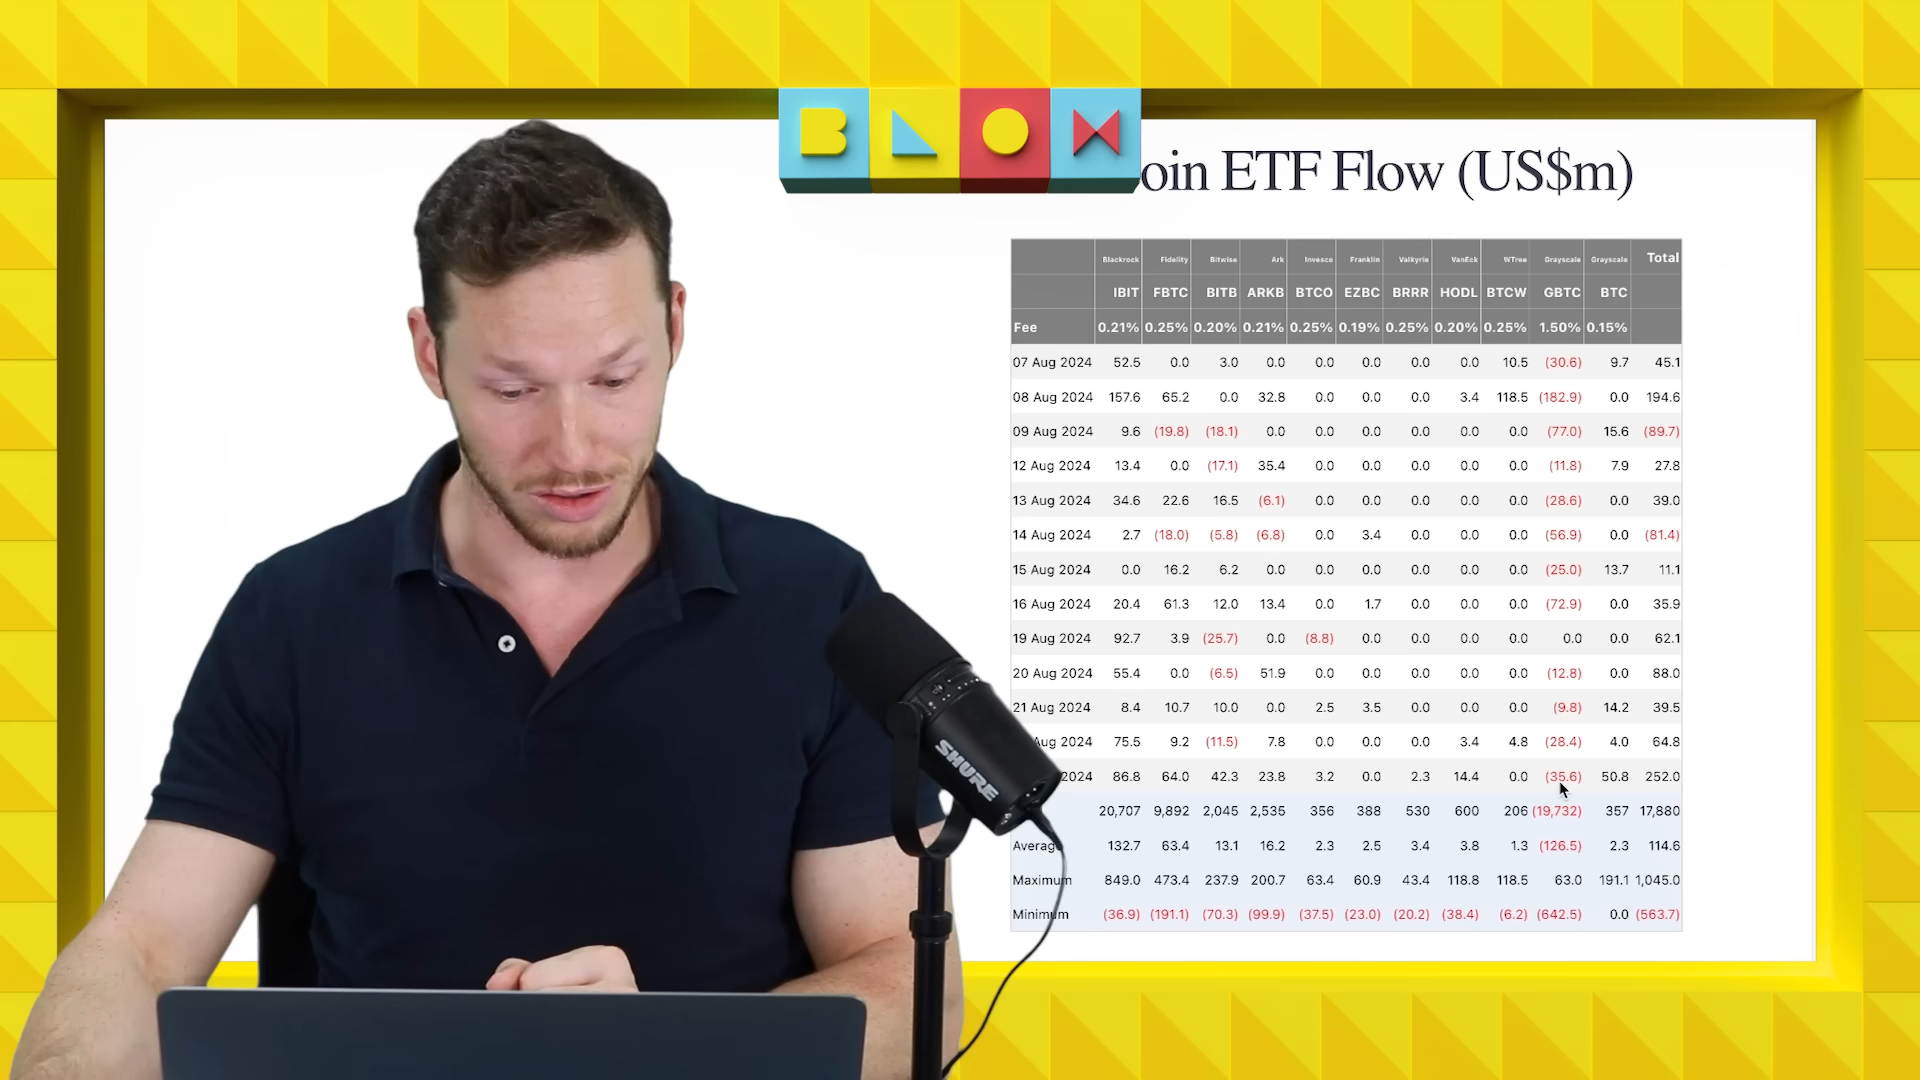 BLOX
oin ETF Flow (US$m)
Blackrock Fidelity Bitwise Ark Invesco Franklin Valkyrie VanEck WTree Grayscale Grayscale Total
IBIT FBTC BITB ARKB BTCO EZBC BRRR HODL BTCW GBTC BTC
Fee 0.21% 0.25% 0.20% 0.21% 0.25% 0.19% 0.25% 0.20% 0.25% 1.50% 0.15%
07 Aug 2024 52.5 0.0 3.0 0.0 0.0 0.0 0.0 0.0 10.5 (30.6) 9.7 45.1
08 Aug 2024 157.6 65.2 0.0 32.8 0.0 0.0 0.0 3.4 118.5 (182.9) 0.0 194.6
09 Aug 2024 9.6 (19.8) (18.1) 0.0 0.0 0.0 0.0 0.0 0.0 (77.0) 15.6 (89.7)
12 Aug 2024 13.4 0.0 (17.1) 35.4 0.0 0.0 0.0 0.0 0.0 (11.8) 7.9 27.8
13 Aug 2024 34.6 22.6 16.5 (6.1) 0.0 0.0 0.0 0.0 0.0 (28.6) 0.0 39.0
14 Aug 2024 2.7 (18.0) (5.8) (6.8) 0.0 3.4 0.0 0.0 0.0 (56.9) 0.0 (81.4)
15 Aug 2024 0.0 16.2 6.2 0.0 0.0 0.0 0.0 0.0 0.0 (25.0) 13.7 11.1
16 Aug 2024 20.4 61.3 12.0 13.4 0.0 1.7 0.0 0.0 0.0 (72.9) 0.0 35.9
19 Aug 2024 92.7 3.9 (25.7) 0.0 (8.8) 0.0 0.0 0.0 0.0 0.0 0.0 62.1
20 Aug 2024 55.4 0.0 (6.5) 51.9 0.0 0.0 0.0 0.0 0.0 (12.8) 0.0 88.0
21 Aug 2024 8.4 10.7 10.0 0.0 2.5 3.5 0.0 0.0 0.0 (9.8) 14.2 39.5
Aug 2024 75.5 9.2 (11.5) 7.8 0.0 0.0 0.0 3.4 4.8 (28.4) 4.0 64.8
2024 86.8 64.0 42.3 23.8 3.2 0.0 2.3 14.4 0.0 (35.6) 50.8 252.0
20,707 9,892 2,045 2,535 356 388 530 600 206 (19,732) 357 17,880
Average 132.7 63.4 13.1 16.2 2.3 2.5 3.4 3.8 1.3 (126.5) 2.3 114.6
Maximum 849.0 473.4 237.9 200.7 63.4 60.9 43.4 118.8 118.5 63.0 191.1 1,045.0
Minimum (36.9) (191.1) (70.3) (99.9) (37.5) (23.0) (20.2) (38.4) (6.2) (642.5) 0.0 (563.7)
SHURE